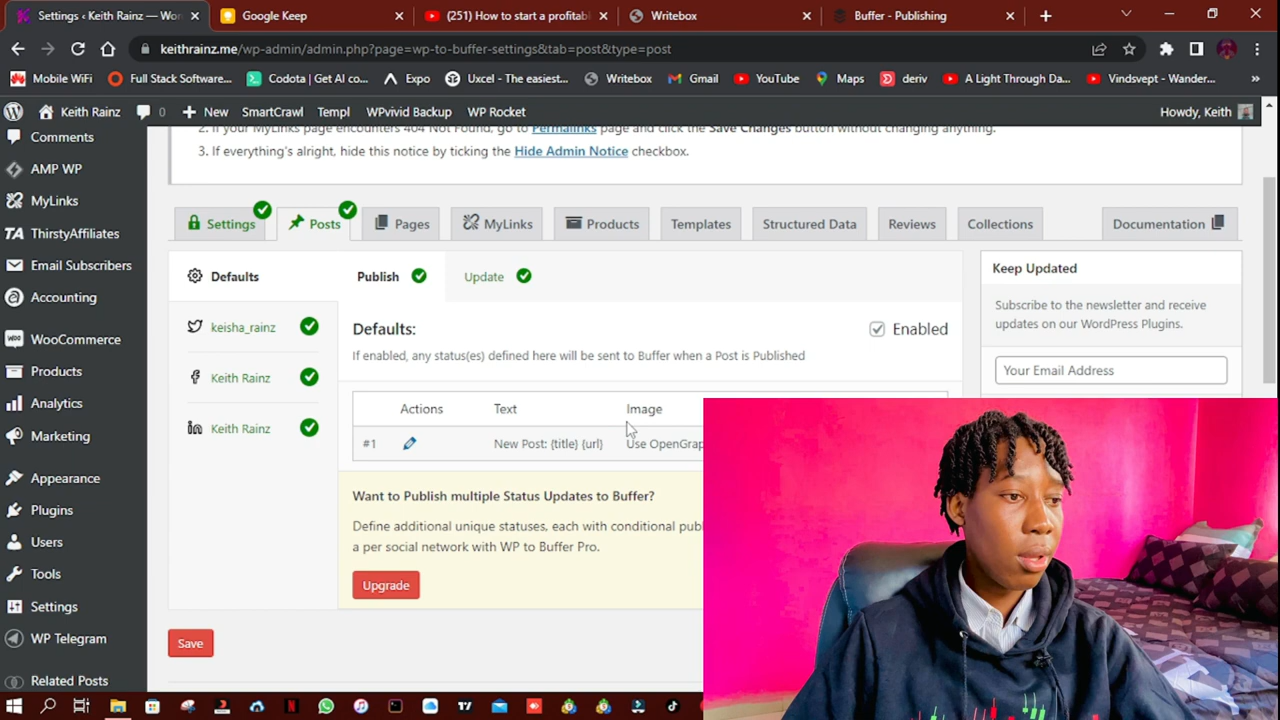 Settings ‹ Keith Rainz — Wor
Google Keep
(251) How to start a profitabl
Writebox
Buffer - Publishing
keithrainz.me/wp-admin/admin.php?page=wp-to-buffer-settings&tab=post&type=post
Mobile WiFi
Full Stack Software...
Codota | Get AI co...
Expo
Uxcel - The easiest...
Writebox
Gmail
YouTube
Maps
deriv
A Light Through Da...
Vindsvept - Wander...
Keith Rainz
0
New
SmartCrawl
Templ
WPvivid Backup
WP Rocket
Howdy, Keith
Comments
AMP WP
MyLinks
ThirstyAffiliates
Email Subscribers
Accounting
WooCommerce
Products
Analytics
Marketing
Appearance
Plugins
Users
Tools
Settings
WP Telegram
Related Posts
2. If your MyLinks page encounters 404 Not Found, go to Permalinks page and click the Save Changes button without changing anything.
3. If everything's alright, hide this notice by ticking the Hide Admin Notice checkbox.
Settings
Posts
Pages
MyLinks
Products
Templates
Structured Data
Reviews
Collections
Documentation
Defaults
keisha_rainz
Keith Rainz
Keith Rainz
Publish
Update
Defaults:
Enabled
If enabled, any status(es) defined here will be sent to Buffer when a Post is Published
Actions
Text
Image
#1
New Post: {title} {url}
Use OpenGrap
Want to Publish multiple Status Updates to Buffer?
Define additional unique statuses, each with conditional publ
a per social network with WP to Buffer Pro.
Upgrade
Save
Keep Updated
Subscribe to the newsletter and receive
updates on our WordPress Plugins.
Your Email Address